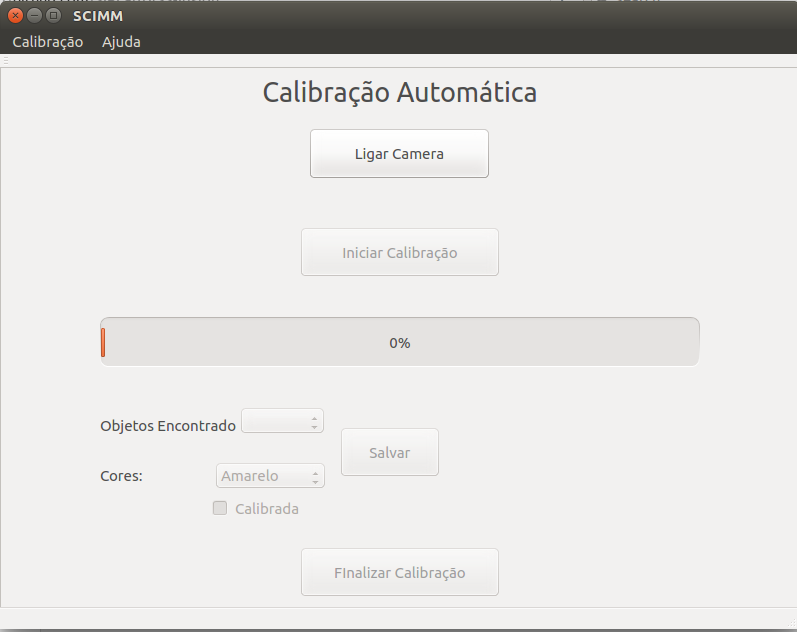 SCIMM
Calibração Ajuda
Calibração Automática
Ligar Camera
Iniciar Calibração
0%
Objetos Encontrado
Salvar
Cores: Amarelo
Calibrada
FInalizar Calibração